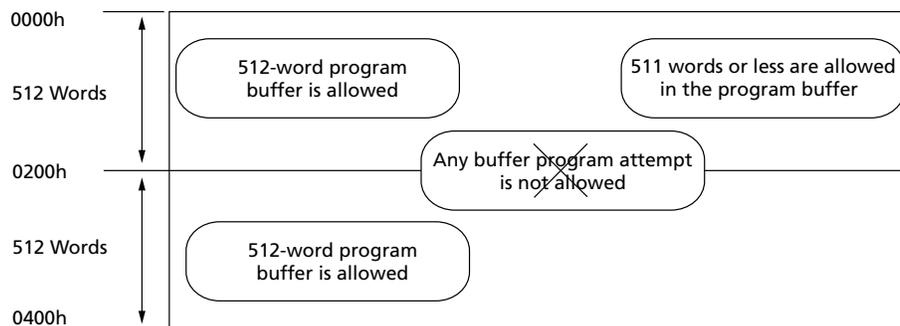 0000h
512-word program
buffer is allowed
511 words or less are allowed
in the program buffer
512 Words
Any buffer program attempt
is not allowed
0200h
512 Words
512-word program
buffer is allowed
0400h